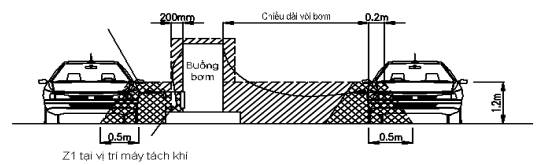 200mm
Chiều dài vòi bơm
0.2m
Buồng
bơm
1.2m
0.5m
0.5m
Z1 tại vị trí máy tách khí